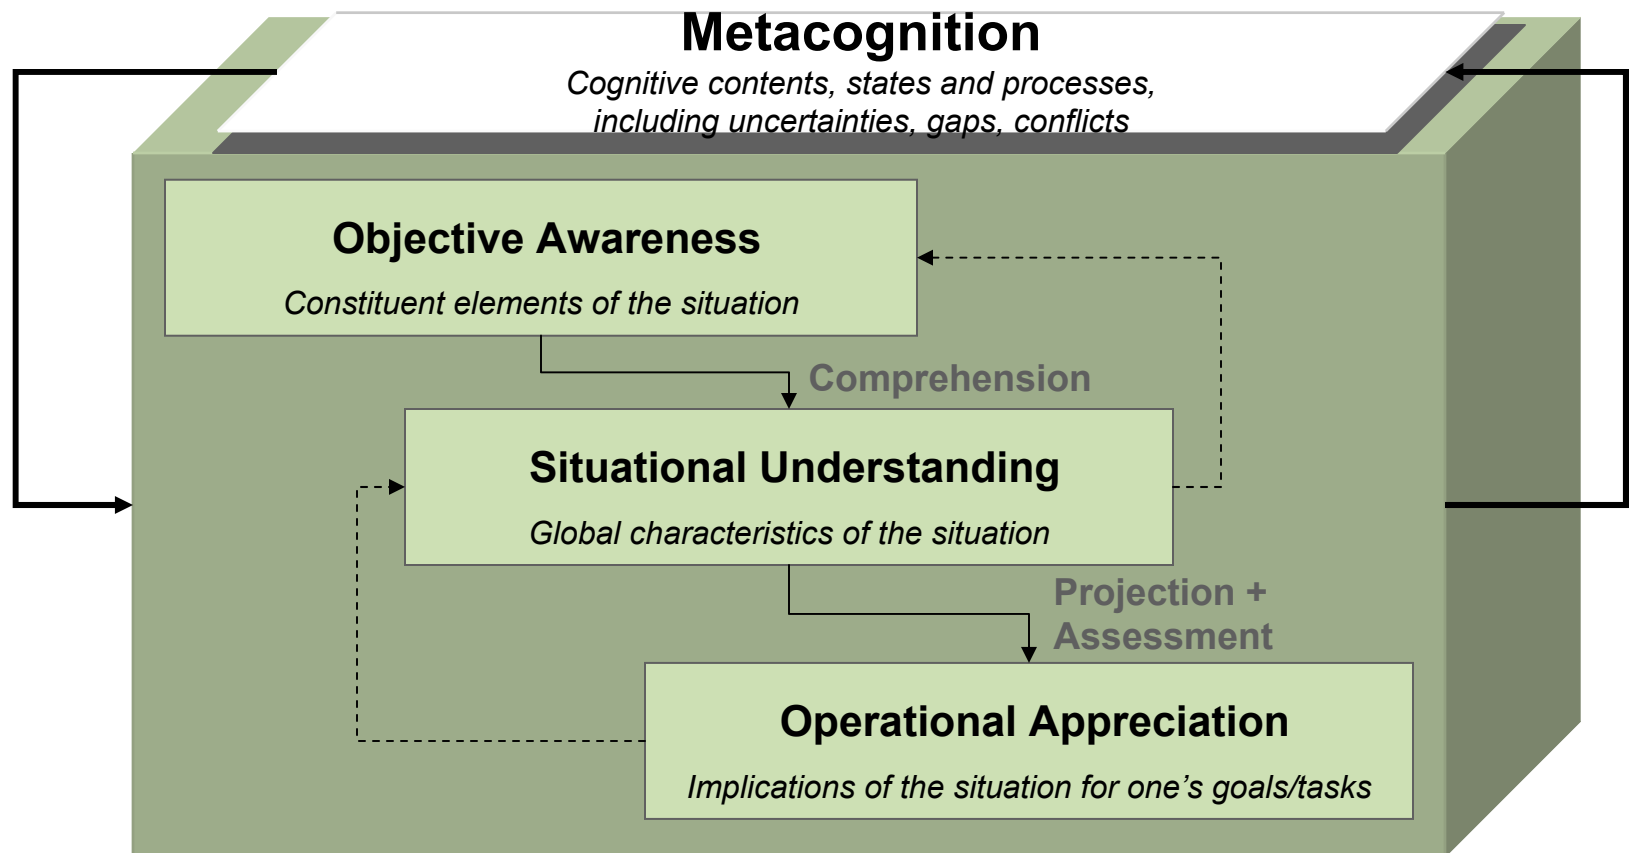 Metacognition
Cognitive contents, states and processes,
including uncertainties, gaps, conflicts
Objective Awareness
Constituent elements of the situation
Comprehension
Situational Understanding
Global characteristics of the situation
Projection +
Assessment
Operational Appreciation
Implications of the situation for one’s goals/tasks